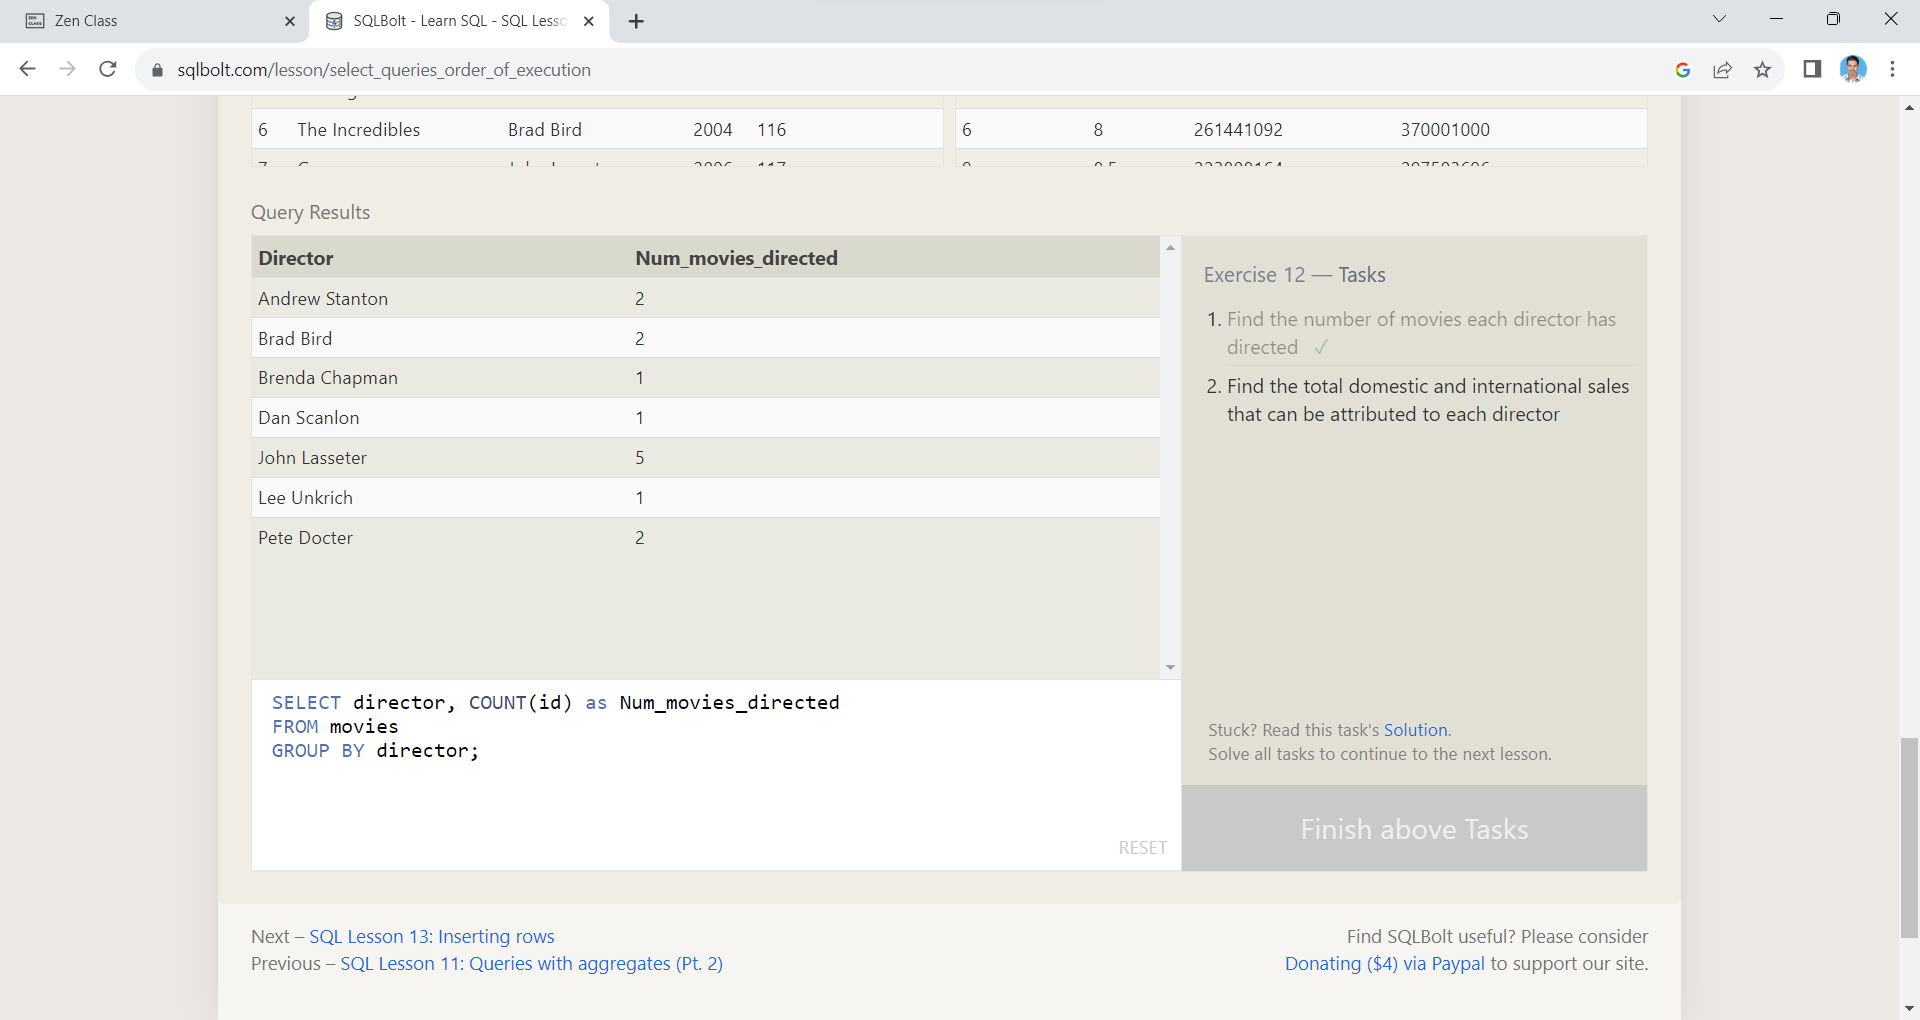 Zen Class
SQLBolt - Learn SQL - SQL Lesso
sqlbolt.com/lesson/select_queries_order_of_execution
6 The Incredibles Brad Bird 2004 116
6 8 261441092 370001000
Query Results
Director Num_movies_directed
Andrew Stanton 2
Brad Bird 2
Brenda Chapman 1
Dan Scanlon 1
John Lasseter 5
Lee Unkrich 1
Pete Docter 2
Exercise 12 — Tasks
1. Find the number of movies each director has
directed ✓
2. Find the total domestic and international sales
that can be attributed to each director
SELECT director, COUNT(id) as Num_movies_directed
FROM movies
GROUP BY director;
RESET
Stuck? Read this task's Solution.
Solve all tasks to continue to the next lesson.
Finish above Tasks
Next – SQL Lesson 13: Inserting rows
Previous – SQL Lesson 11: Queries with aggregates (Pt. 2)
Find SQLBolt useful? Please consider
Donating ($4) via Paypal to support our site.